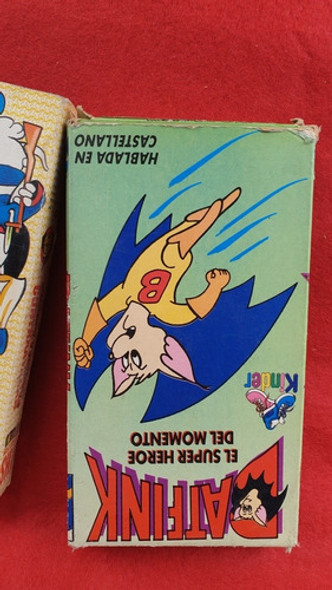 BATFINK
EL SUPER HEROE
DEL MOMENTO
Kinder
B
HABLADA EN
CASTELLANO